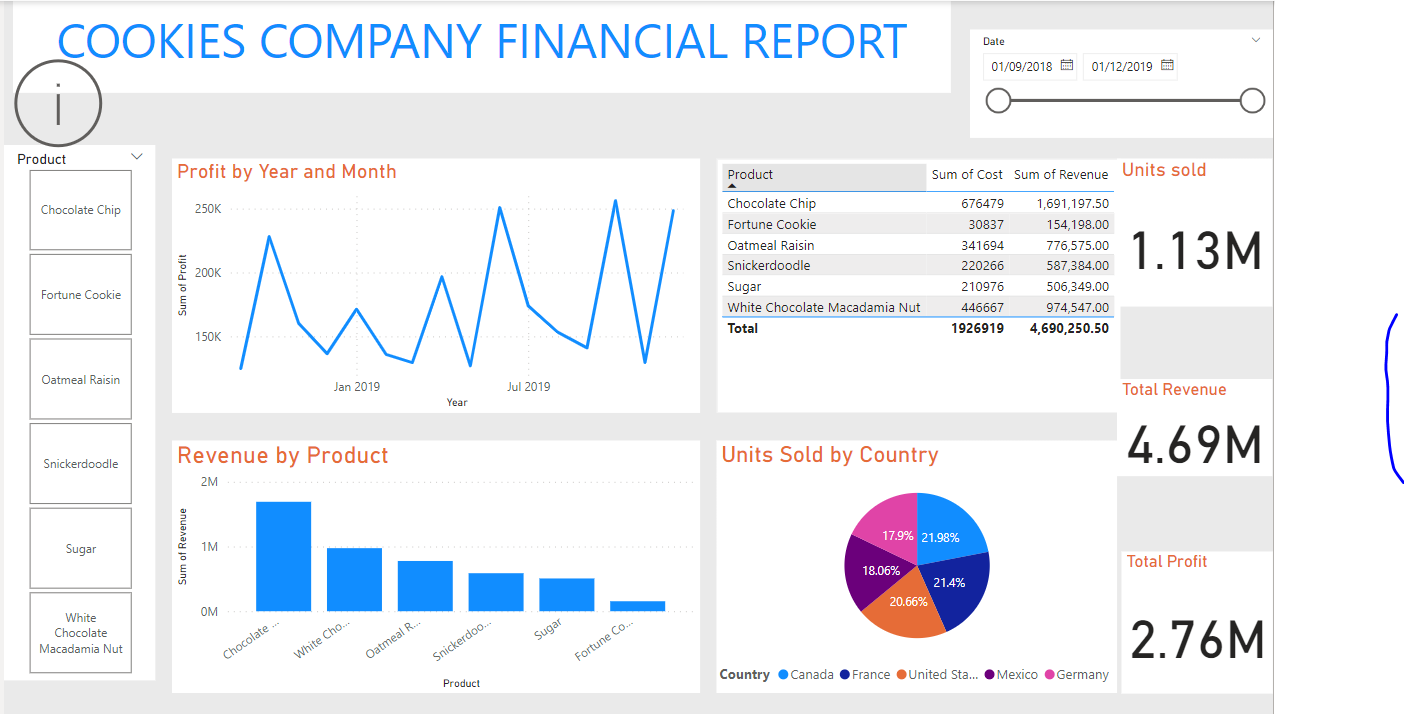 COOKIES COMPANY FINANCIAL REPORT
i
Date
01/09/2018 01/12/2019
Product
Chocolate Chip
Fortune Cookie
Oatmeal Raisin
Snickerdoodle
Sugar
White
Chocolate
Macadamia Nut
Profit by Year and Month
Sum of Profit
250K
200K
150K
Jan 2019 Jul 2019
Year
Product Sum of Cost Sum of Revenue
Chocolate Chip 676479 1,691,197.50
Fortune Cookie 30837 154,198.00
Oatmeal Raisin 341694 776,575.00
Snickerdoodle 220266 587,384.00
Sugar 210976 506,349.00
White Chocolate Macadamia Nut 446667 974,547.00
Total 1926919 4,690,250.50
Units sold
1.13M
Total Revenue
4.69M
Total Profit
2.76M
Revenue by Product
Sum of Revenue
2M
1M
0M
Chocolate ... White Cho... Oatmeal R... Snickerdoo... Sugar Fortune Co...
Product
Units Sold by Country
17.9% 21.98%
18.06% 21.4%
20.66%
Country Canada France United Sta... Mexico Germany